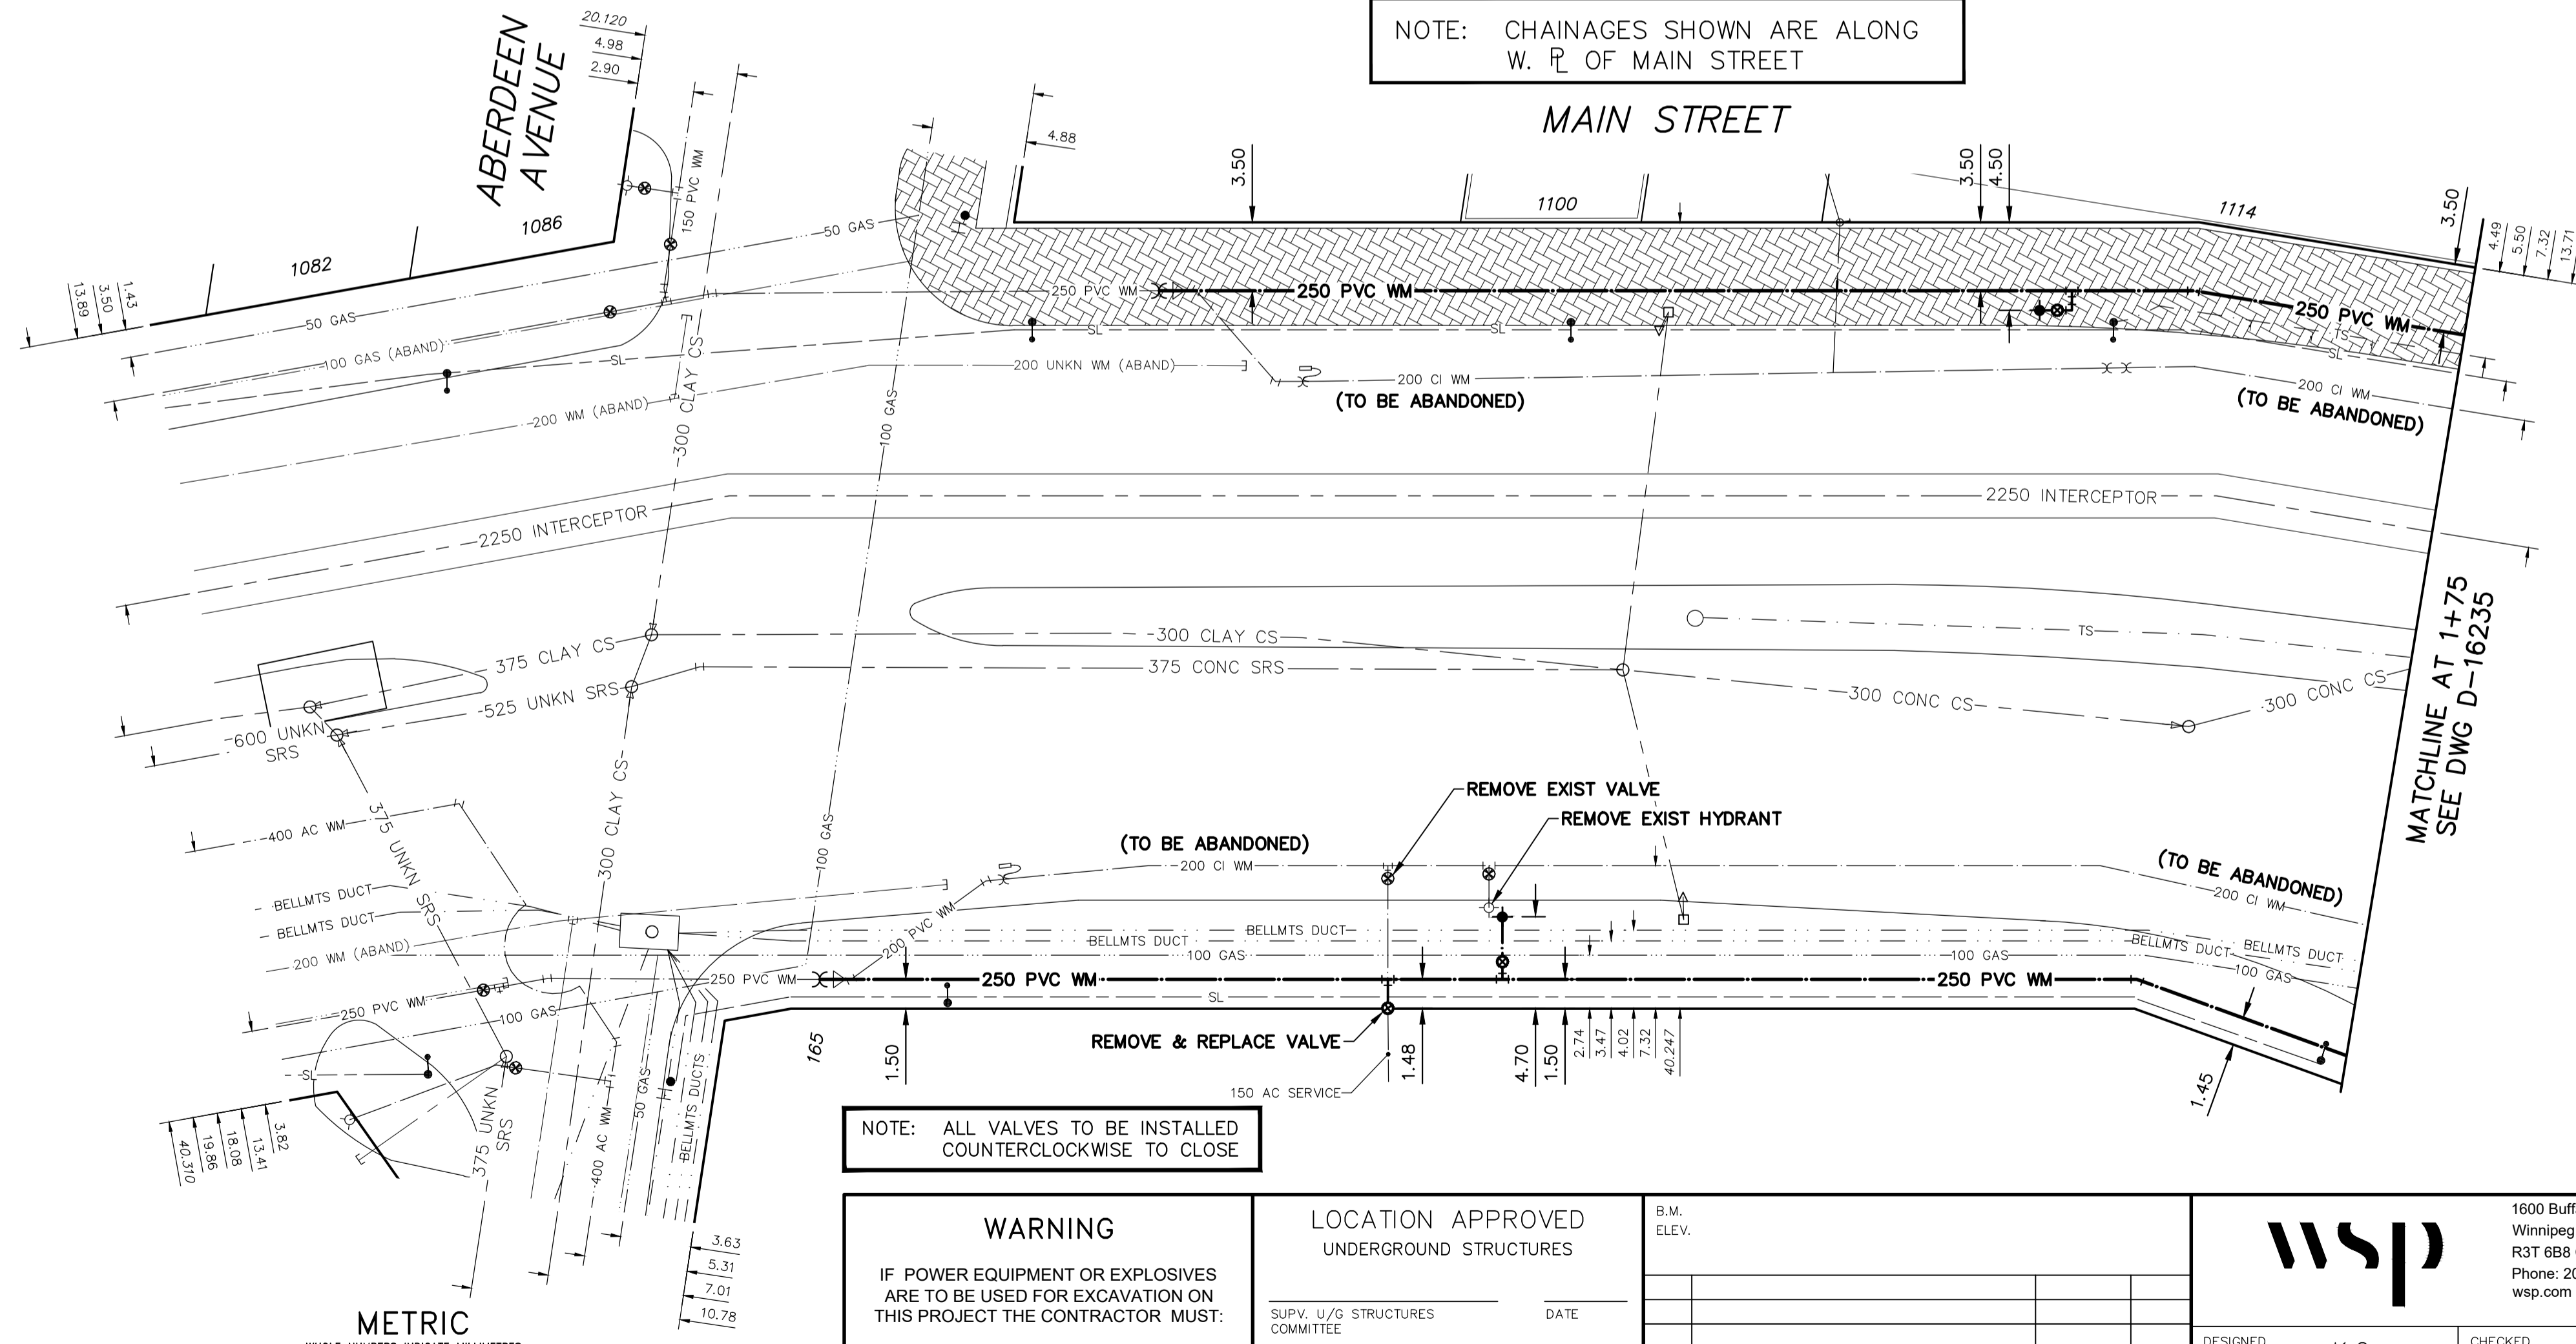 NOTE: CHAINAGES SHOWN ARE ALONG
W. PL OF MAIN STREET
MAIN STREET
ABERDEEN
AVENUE
20.120
4.98
2.90
4.88
3.50
3.50
4.50
3.50
4.49
5.50
7.32
13.71
1082
1086
1100
1114
13.89
3.50
1.43
150 PVC WM
50 GAS
50 GAS
100 GAS (ABAND)
SL
SL
SL
TS
SL
250 PVC WM
250 PVC WM
250 PVC WM
200 UNKN WM (ABAND)
200 CI WM
(TO BE ABANDONED)
200 CI WM
(TO BE ABANDONED)
200 WM (ABAND)
300 CLAY CS
100 GAS
2250 INTERCEPTOR
2250 INTERCEPTOR
375 CLAY CS
300 CLAY CS
525 UNKN SRS
375 CONC SRS
TS
300 CONC CS
300 CONC CS
600 UNKN
SRS
MATCHLINE AT 1+75
SEE DWG D-16235
400 AC WM
375 UNKN SRS
300 CLAY CS
100 GAS
REMOVE EXIST VALVE
REMOVE EXIST HYDRANT
(TO BE ABANDONED)
200 CI WM
(TO BE ABANDONED)
200 CI WM
BELLMTS DUCT
BELLMTS DUCT
200 WM (ABAND)
200 PVC WM
BELLMTS DUCT
BELLMTS DUCT
BELLMTS DUCT
BELLMTS DUCT
100 GAS
100 GAS
100 GAS
250 PVC WM
250 PVC WM
250 PVC WM
250 PVC WM
100 GAS
SL
SL
165
1.50
REMOVE & REPLACE VALVE
150 AC SERVICE
1.48
4.70
1.50
2.74
3.47
4.02
7.32
40.247
1.45
375 UNKN
SRS
400 AC WM
50 GAS
BELLMTS DUCTS
3.82
13.41
18.08
19.86
40.310
3.63
5.31
7.01
10.78
NOTE: ALL VALVES TO BE INSTALLED
COUNTERCLOCKWISE TO CLOSE
METRIC
WARNING
IF POWER EQUIPMENT OR EXPLOSIVES
ARE TO BE USED FOR EXCAVATION ON
THIS PROJECT THE CONTRACTOR MUST:
LOCATION APPROVED
UNDERGROUND STRUCTURES
SUPV. U/G STRUCTURES
COMMITTEE
DATE
B.M.
ELEV.
wsp
1600 Buff
Winnipeg
R3T 6B8
Phone: 20
wsp.com
DESIGNED
CHECKED